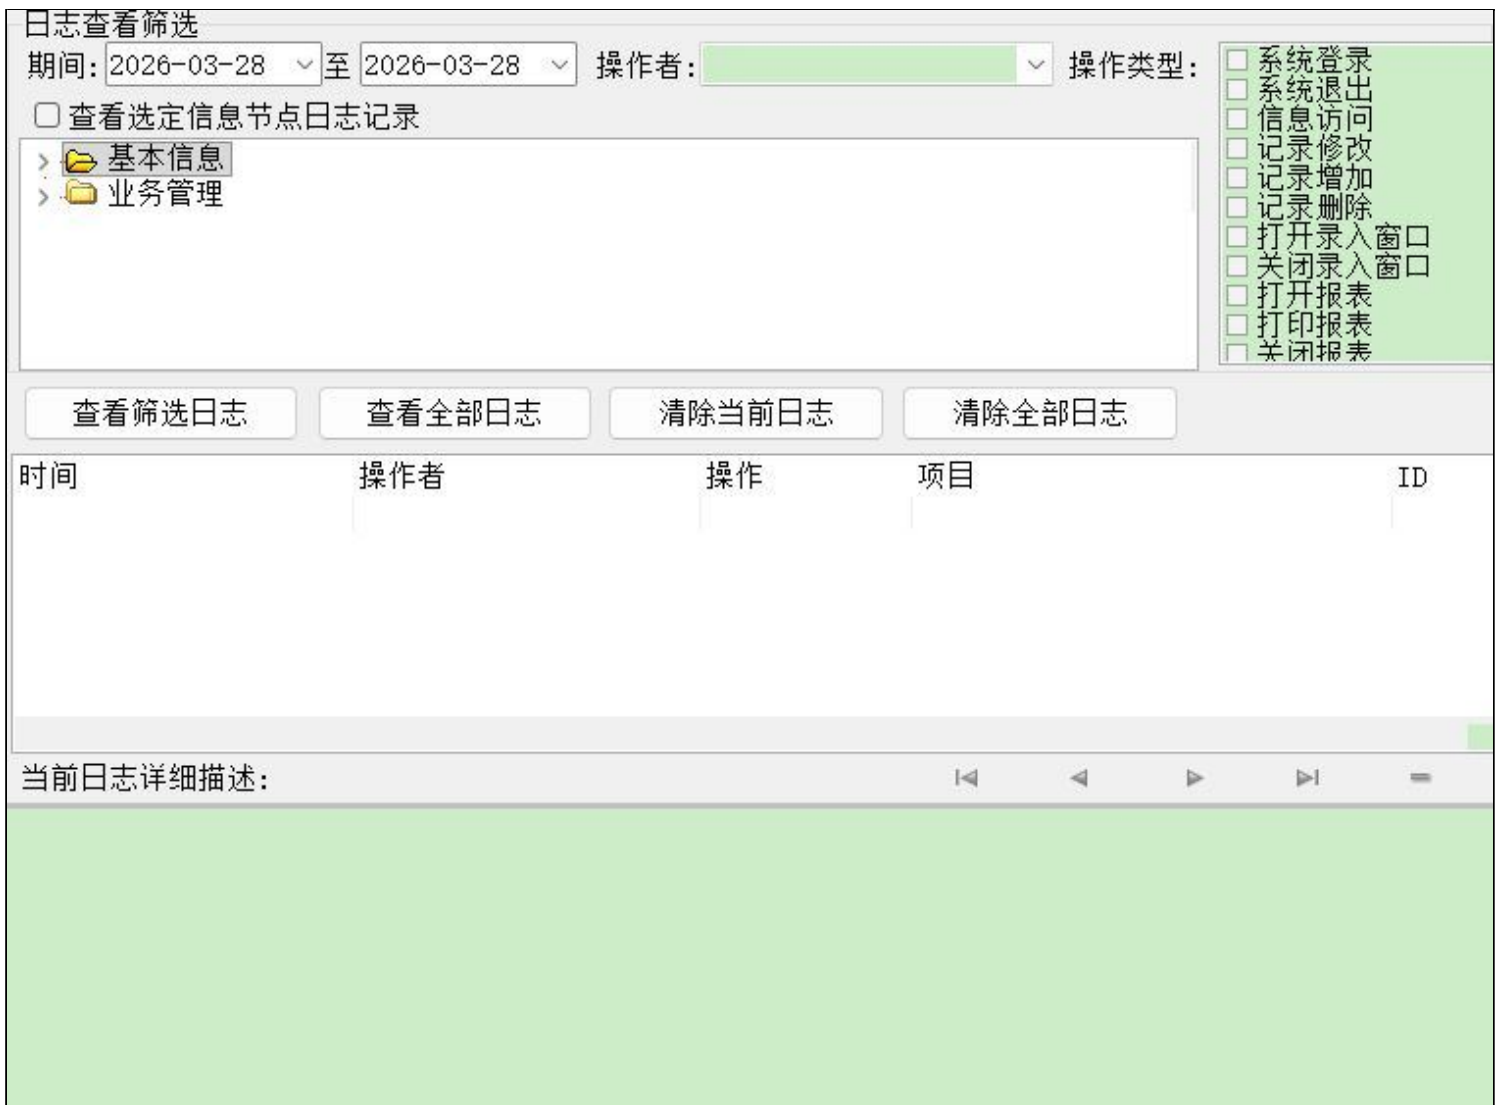 日志查看筛选
期间: 2026-03-28 至 2026-03-28 操作者: 操作类型:
系统登录
系统退出
信息访问
记录修改
记录增加
记录删除
打开录入窗口
关闭录入窗口
打开报表
打印报表
关闭报表
查看选定信息节点日志记录
基本信息
业务管理
查看筛选日志 查看全部日志 清除当前日志 清除全部日志
时间 操作者 操作 项目 ID
当前日志详细描述: